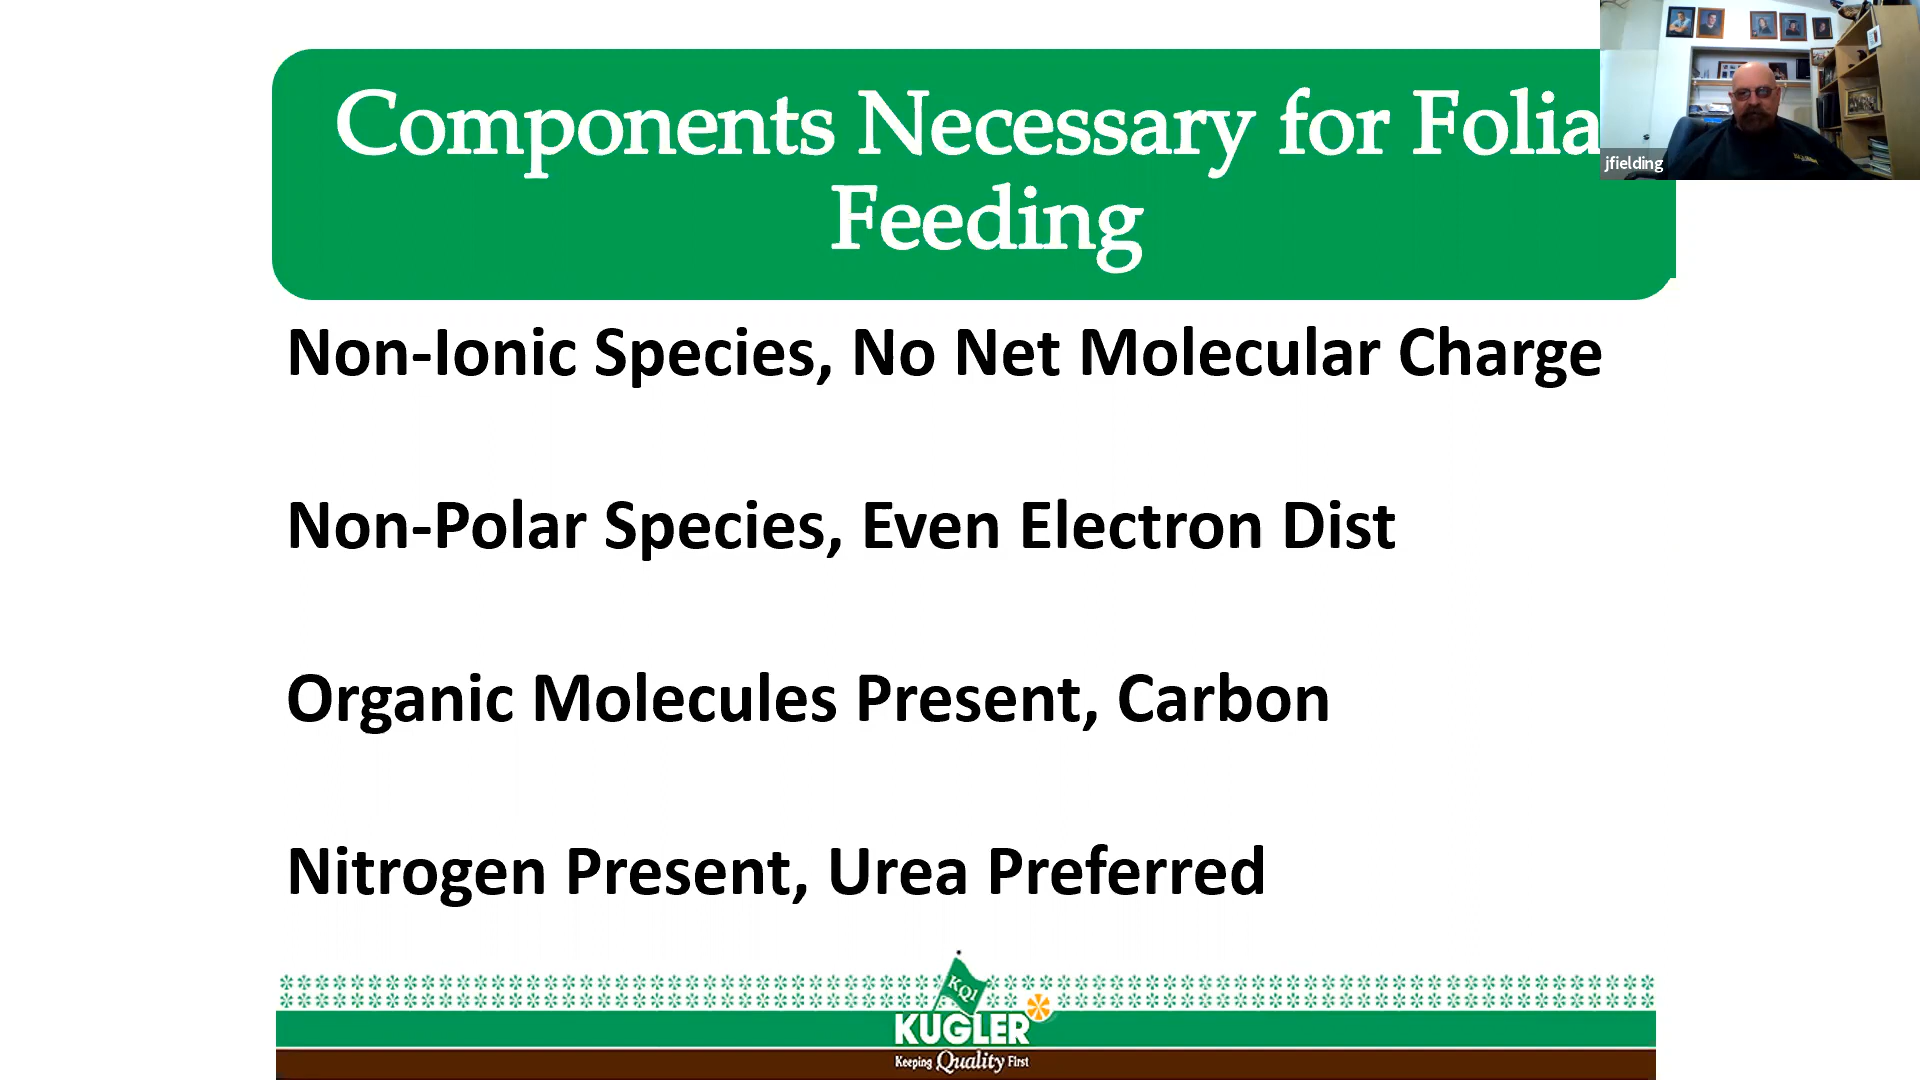 Components Necessary for Folia
Feeding
jfielding
Non-Ionic Species, No Net Molecular Charge
Non-Polar Species, Even Electron Dist
Organic Molecules Present, Carbon
Nitrogen Present, Urea Preferred
KQ1
KUGLER
Keeping Quality First